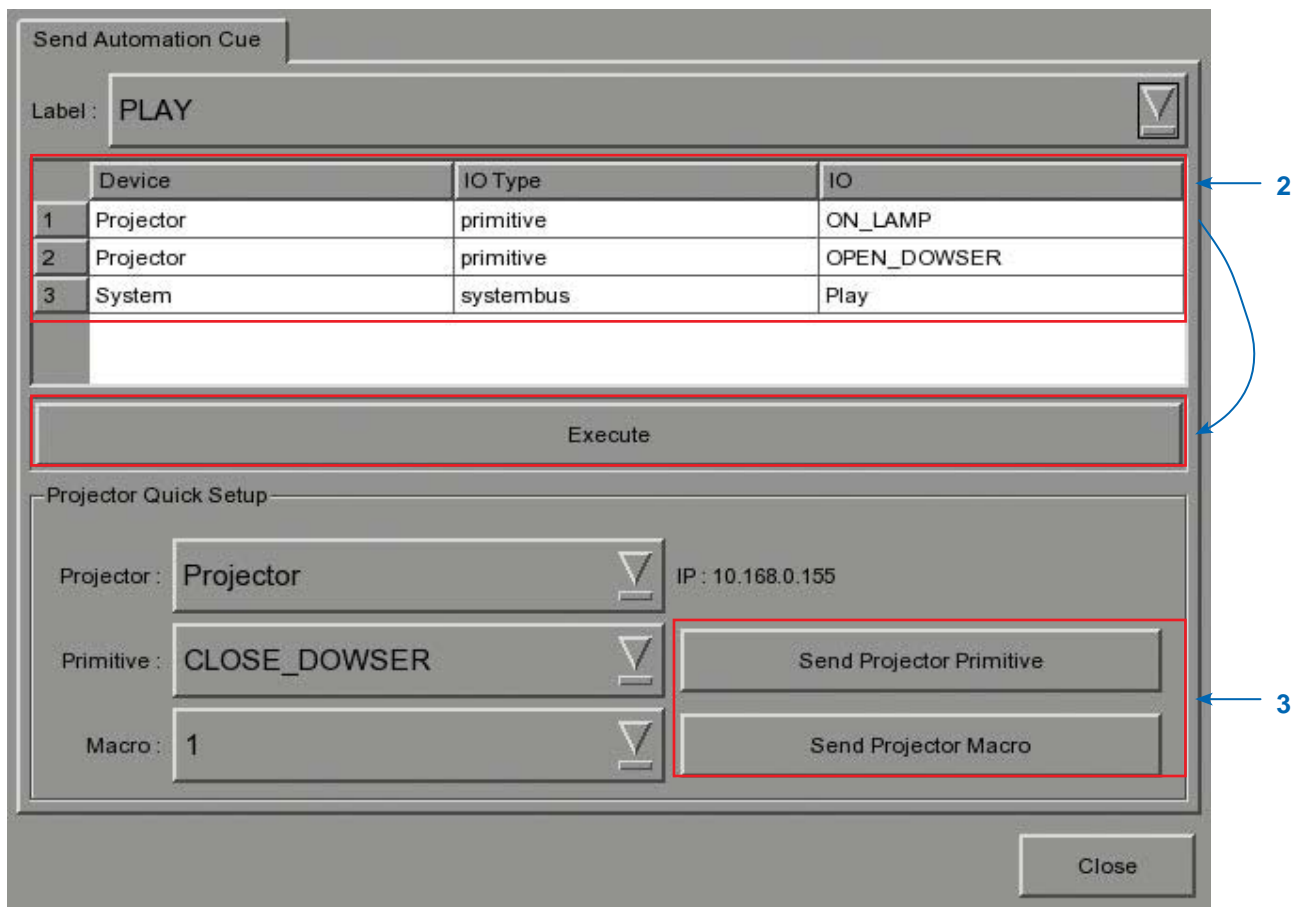 Send Automation Cue
Label : PLAY
Device IO Type IO
2
1 Projector primitive ON_LAMP
2 Projector primitive OPEN_DOWSER
3 System systembus Play
Execute
Projector Quick Setup
Projector : Projector IP : 10.168.0.155
Primitive : CLOSE_DOWSER Send Projector Primitive
3
Macro : 1 Send Projector Macro
Close